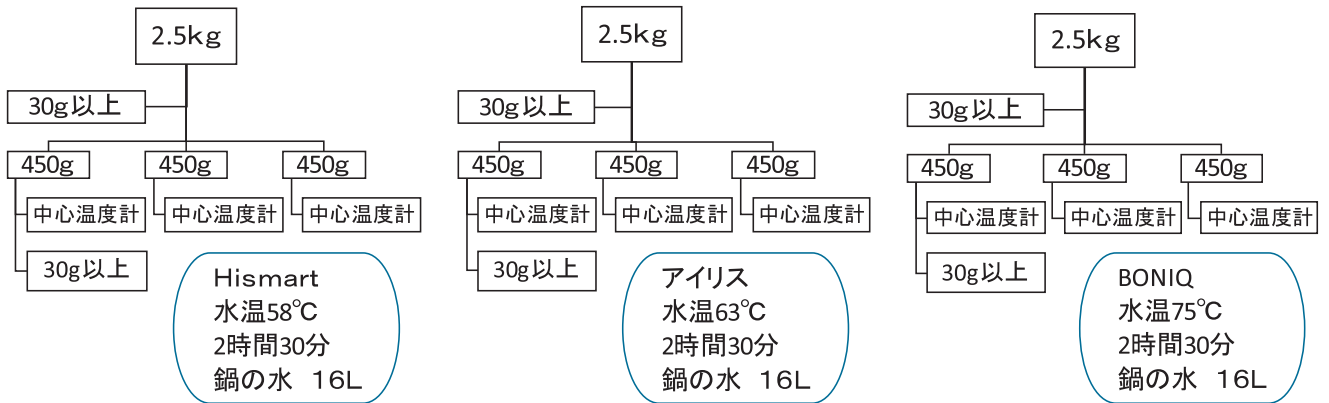 2.5kg
30g以上
450g
450g
450g
中心温度計
中心温度計
中心温度計
30g以上
Hismart
水温58℃
2時間30分
鍋の水 16L
2.5kg
30g以上
450g
450g
450g
中心温度計
中心温度計
中心温度計
30g以上
アイリス
水温63℃
2時間30分
鍋の水 16L
2.5kg
30g以上
450g
450g
450g
中心温度計
中心温度計
中心温度計
30g以上
BONIQ
水温75℃
2時間30分
鍋の水 16L